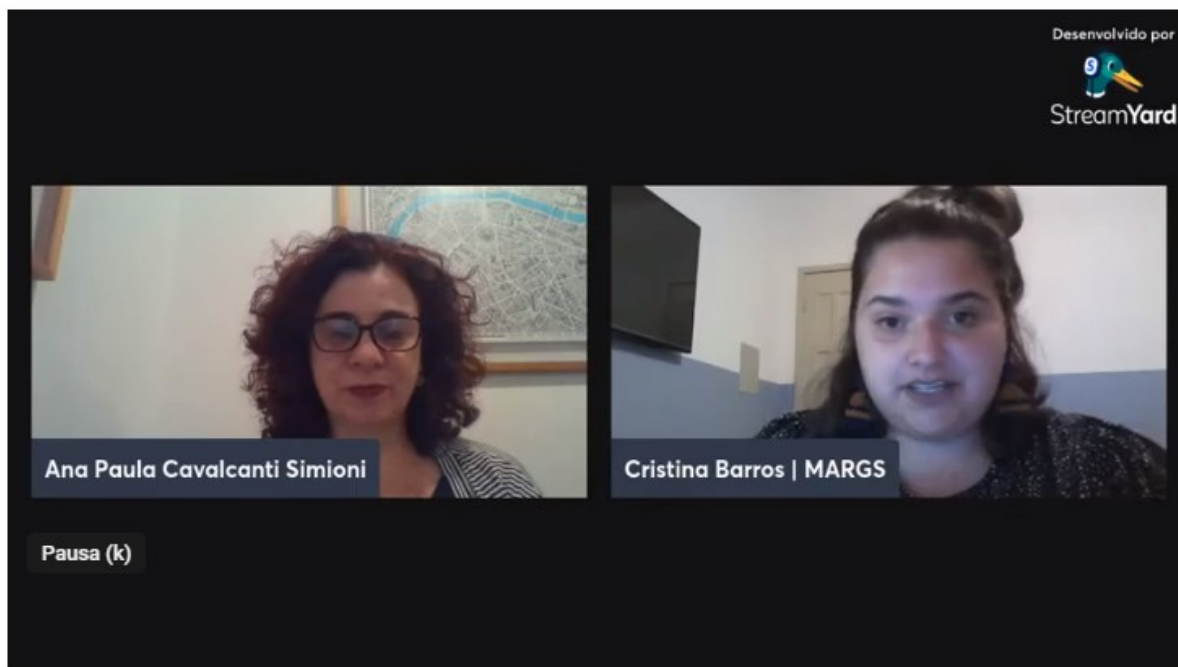 Desenvolvido por
StreamYard
Ana Paula Cavalcanti Simioni
Cristina Barros | MARGS
Pausa (k)